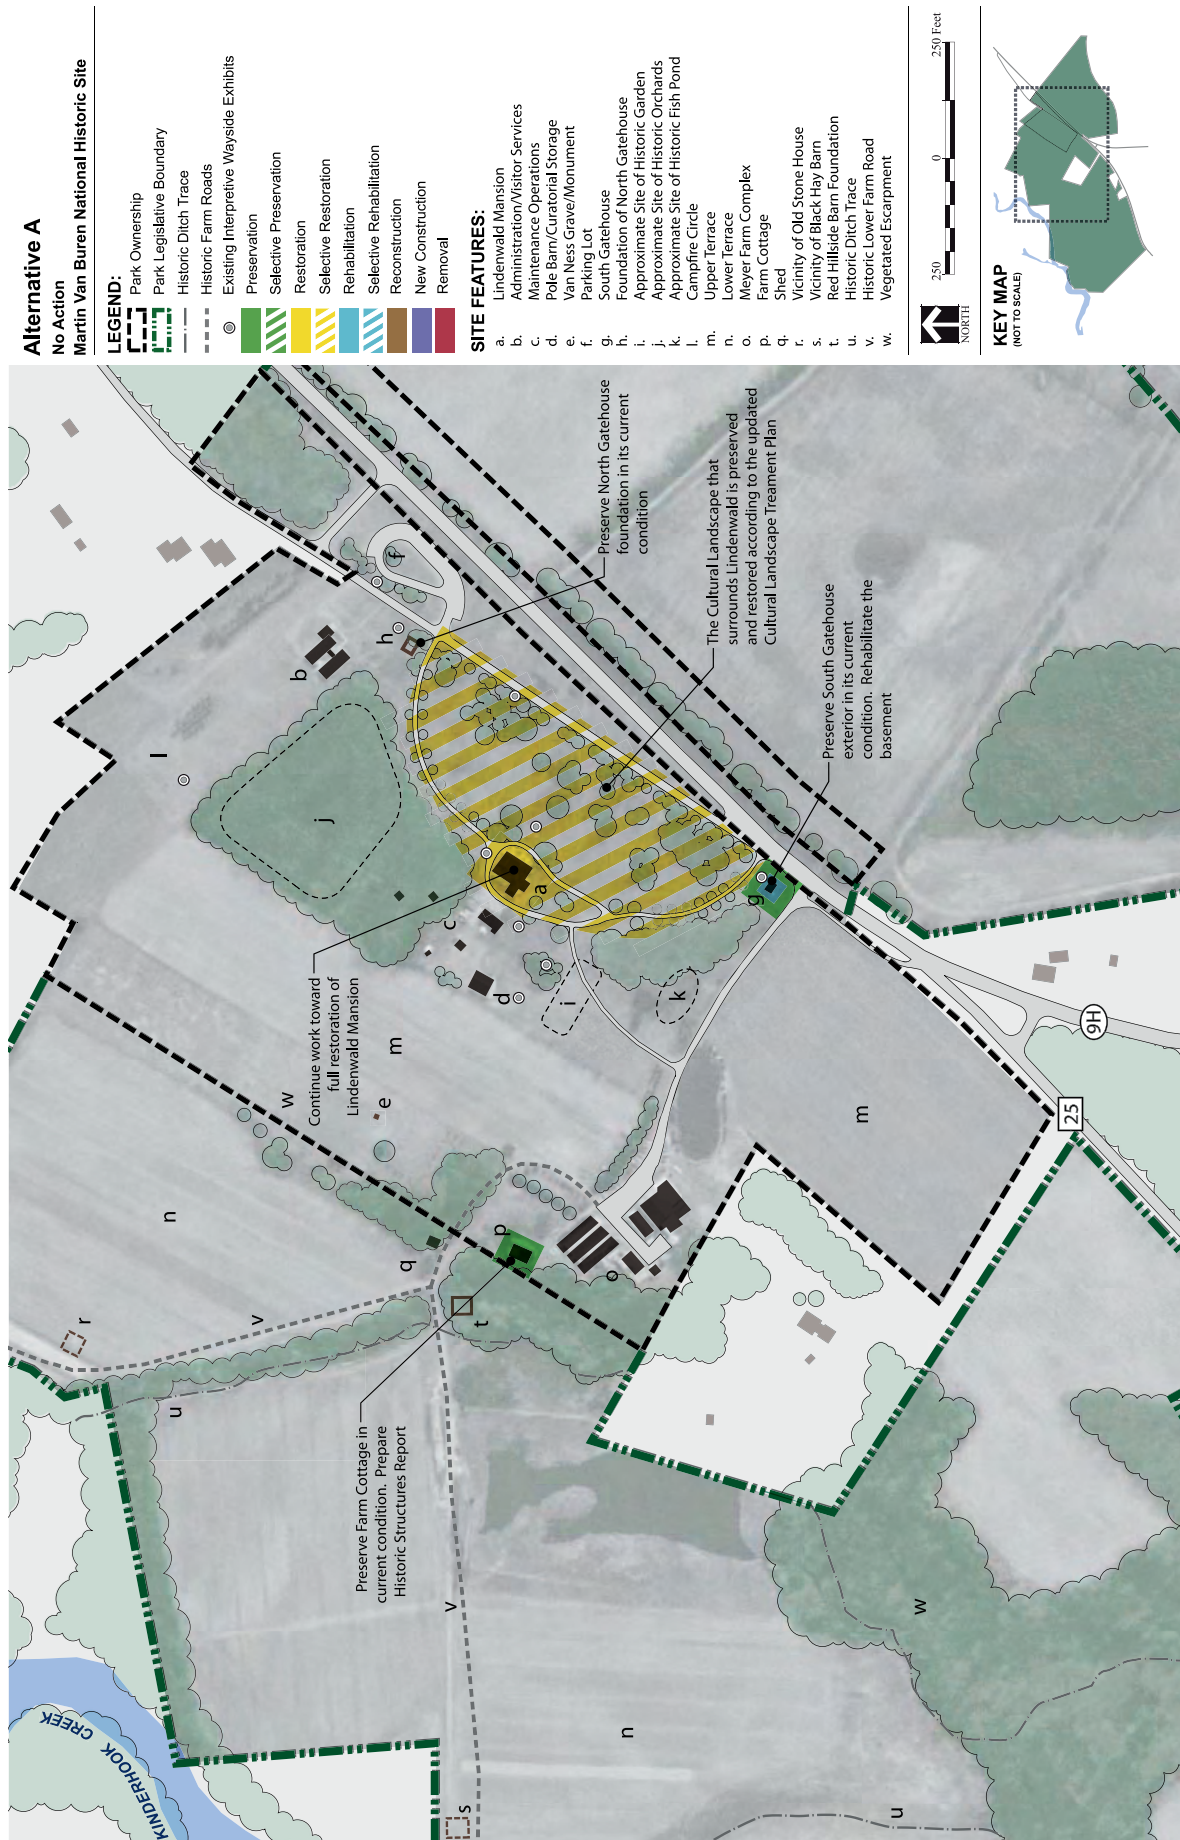 Alternative A
No Action
Martin Van Buren National Historic Site
LEGEND:
Park Ownership
Park Legislative Boundary
Historic Ditch Trace
Historic Farm Roads
Existing Interpretive Wayside Exhibits
Preservation
Selective Preservation
Restoration
Selective Restoration
Rehabilitation
Selective Rehabilitation
Reconstruction
New Construction
Removal
SITE FEATURES:
a. Lindenwald Mansion
b. Administration/Visitor Services
c. Maintenance Operations
d. Pole Barn/Curatorial Storage
e. Van Ness Grave/Monument
f. Parking Lot
g. South Gatehouse
h. Foundation of North Gatehouse
i. Approximate Site of Historic Garden
j. Approximate Site of Historic Orchards
k. Approximate Site of Historic Fish Pond
l. Campfire Circle
m. Upper Terrace
n. Lower Terrace
o. Meyer Farm Complex
p. Farm Cottage
q. Shed
r. Vicinity of Old Stone House
s. Vicinity of Black Hay Barn
t. Red Hillside Barn Foundation
u. Historic Ditch Trace
v. Historic Lower Farm Road
w. Vegetated Escarpment
NORTH
250 0 250 Feet
KEY MAP
(NOT TO SCALE)
KINDERHOOK CREEK
r
n
u
v
w
l
j
b
h
f
Continue work toward
full restoration of
Lindenwald Mansion
m
e
c
d
a
i
k
g
q
p
t
o
s
v
n
u
w
m
Preserve Farm Cottage in
current condition. Prepare
Historic Structures Report
Preserve North Gatehouse
foundation in its current
condition
The Cultural Landscape that
surrounds Lindenwald is preserved
and restored according to the updated
Cultural Landscape Treament Plan
Preserve South Gatehouse
exterior in its current
condition. Rehabilitate the
basement
9H
25